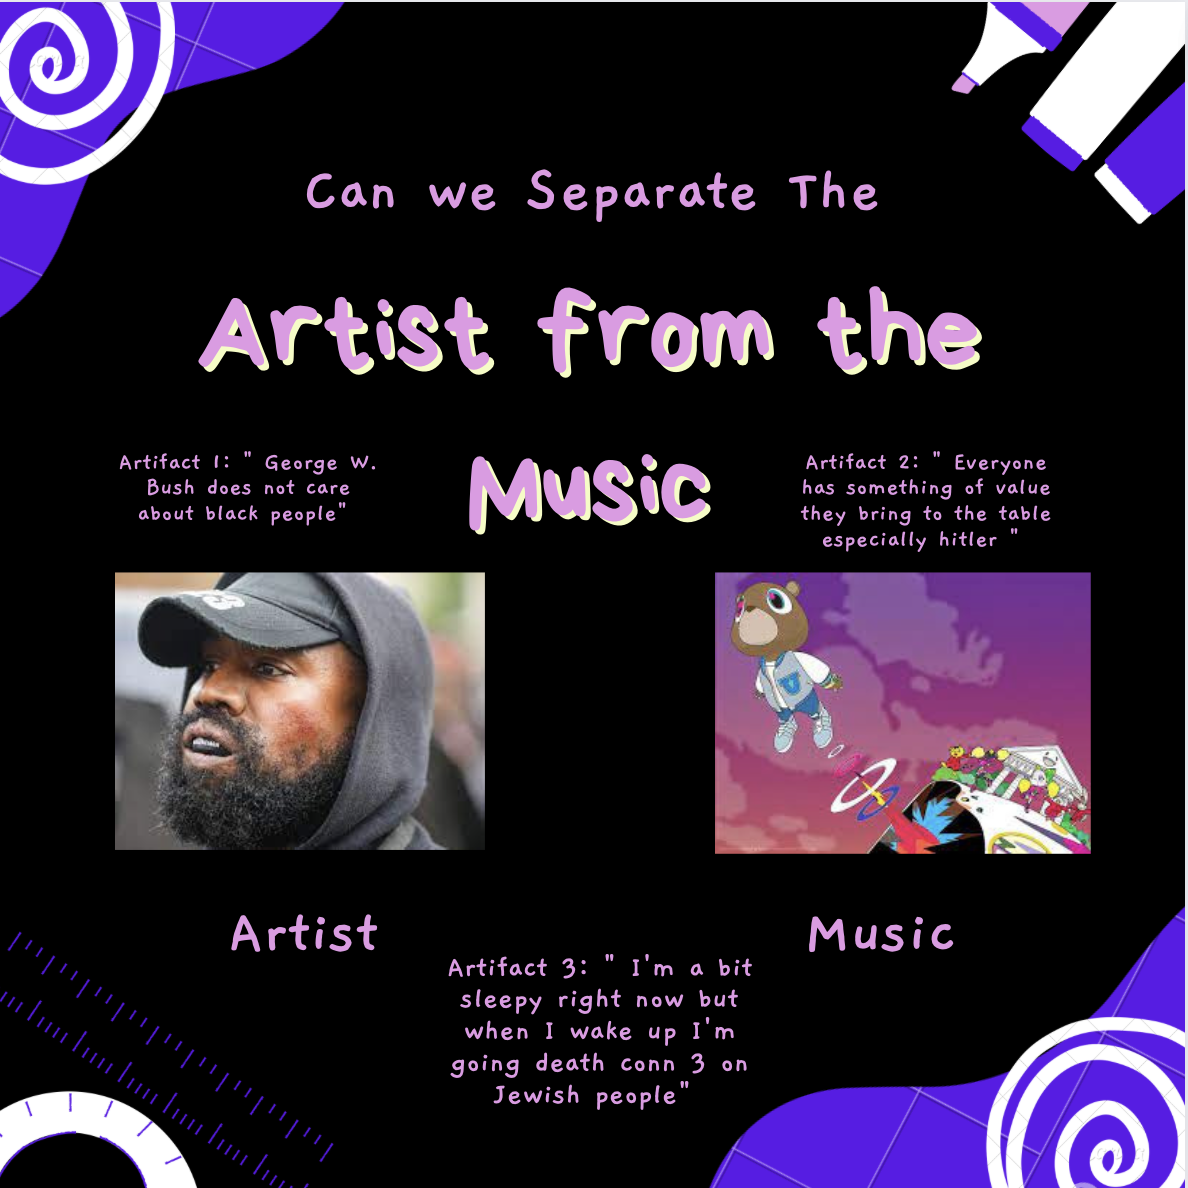 Can we Separate The
Artist from the
Music
Artifact 1: " George W.
Bush does not care
about black people"
Artifact 2: " Everyone
has something of value
they bring to the table
especially hitler "
Artist
Music
Artifact 3: " I'm a bit
sleepy right now but
when I wake up I'm
going death conn 3 on
Jewish people"